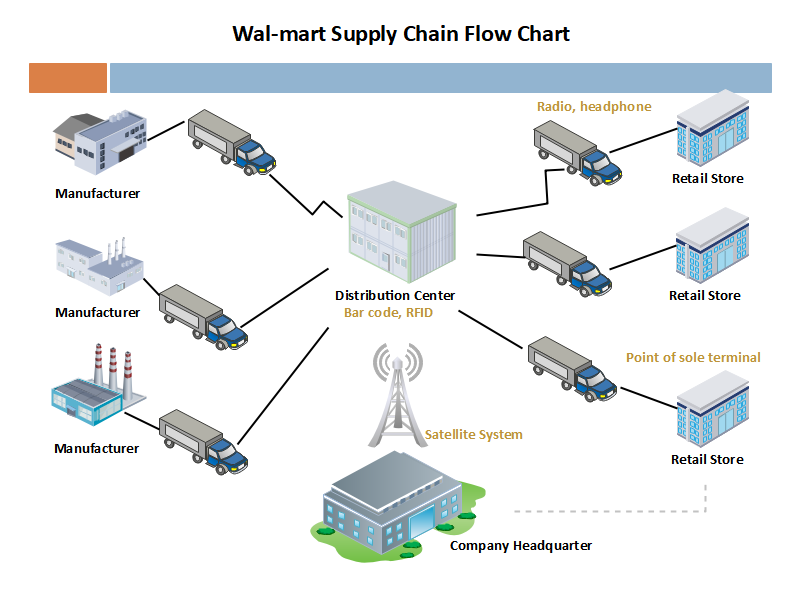 Wal-mart Supply Chain Flow Chart
Radio, headphone
Manufacturer
Retail Store
Manufacturer
Distribution Center
Bar code, RFID
Retail Store
Point of sole terminal
Manufacturer
Satellite System
Retail Store
Company Headquarter